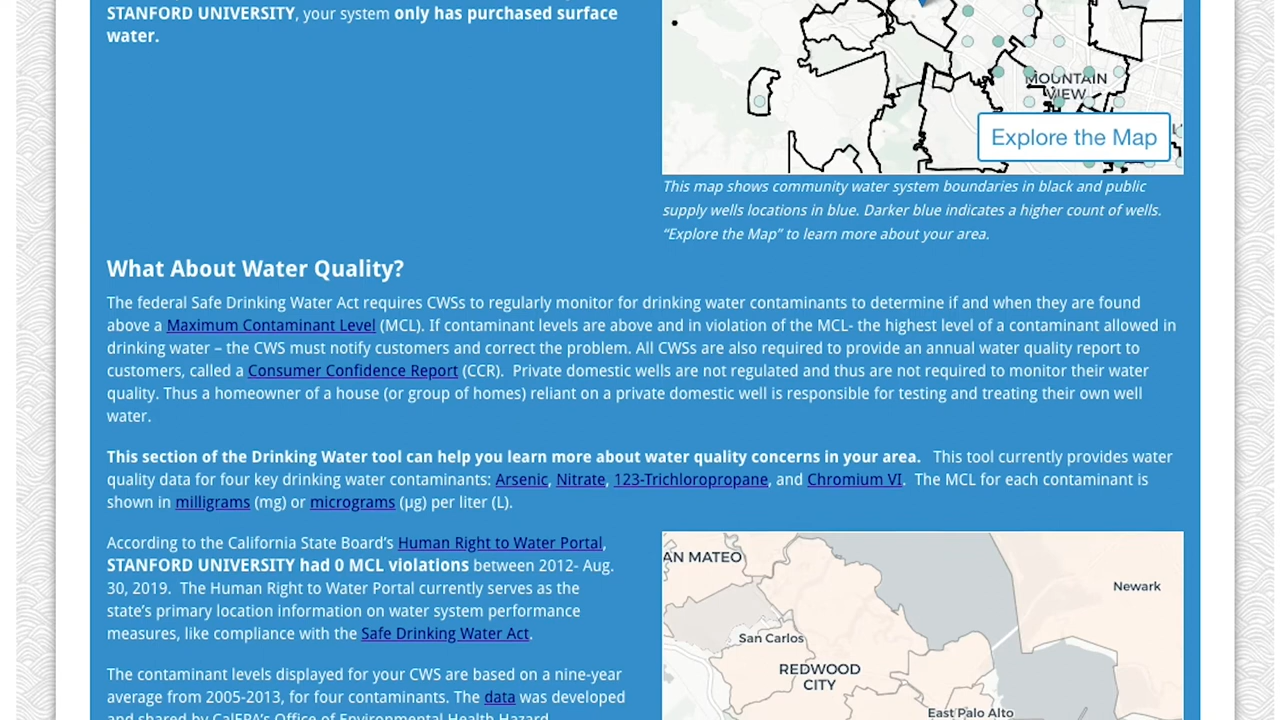 STANFORD UNIVERSITY, your system only has purchased surface
water.
MOUNTAIN
VIEW
Explore the Map
This map shows community water system boundaries in black and public
supply wells locations in blue. Darker blue indicates a higher count of wells.
“Explore the Map” to learn more about your area.
What About Water Quality?
The federal Safe Drinking Water Act requires CWSs to regularly monitor for drinking water contaminants to determine if and when they are found
above a Maximum Contaminant Level (MCL). If contaminant levels are above and in violation of the MCL- the highest level of a contaminant allowed in
drinking water – the CWS must notify customers and correct the problem. All CWSs are also required to provide an annual water quality report to
customers, called a Consumer Confidence Report (CCR).  Private domestic wells are not regulated and thus are not required to monitor their water
quality. Thus a homeowner of a house (or group of homes) reliant on a private domestic well is responsible for testing and treating their own well
water.
This section of the Drinking Water tool can help you learn more about water quality concerns in your area.   This tool currently provides water
quality data for four key drinking water contaminants: Arsenic, Nitrate, 123-Trichloropropane, and Chromium VI.  The MCL for each contaminant is
shown in milligrams (mg) or micrograms (µg) per liter (L).
According to the California State Board’s Human Right to Water Portal,
STANFORD UNIVERSITY had 0 MCL violations between 2012- Aug.
30, 2019.  The Human Right to Water Portal currently serves as the
state’s primary location information on water system performance
measures, like compliance with the Safe Drinking Water Act.
The contaminant levels displayed for your CWS are based on a nine-year
average from 2005-2013, for four contaminants. The data was developed
and shared by CalEPA’s Office of Environmental Health Hazard
AN MATEO
Newark
San Carlos
REDWOOD
CITY
East Palo Alto